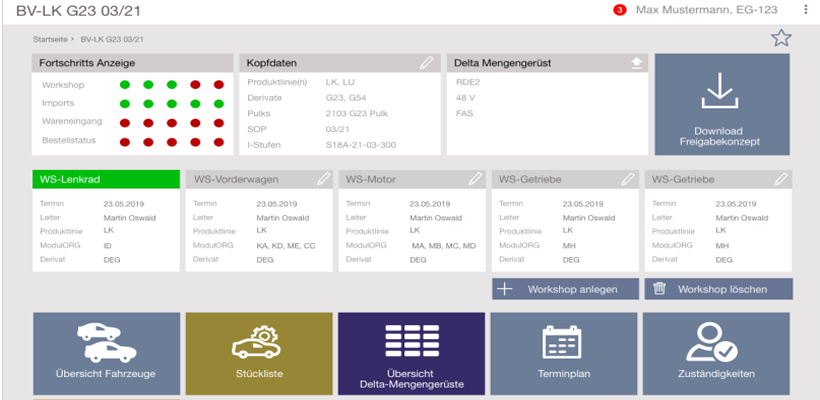 BV-LK G23 03/21
3 Max Mustermann, EG-123
Startseite > BV-LK G23 03/21
Fortschritts Anzeige
Workshop
Imports
Wareneingang
Bestellstatus
Kopfdaten
Produktlinie(n) LK, LU
Derivate G23, G54
Pulks 2103 G23 Pulk
SOP 03/21
I-Stufen S18A-21-03-300
Delta Mengengerüst
RDE2
48 V
FAS
Download
Freigabekonzept
WS-Lenkrad
Termin 23.05.2019
Leiter Martin Oswald
Produktlinie LK
ModulORG ID
Derivat DEG
WS-Vorderwagen
Termin 23.05.2019
Leiter Martin Oswald
Produktlinie LK
ModulORG KA, KD, ME, CC
Derivat DEG
WS-Motor
Termin 23.05.2019
Leiter Martin Oswald
Produktlinie LK
ModulORG MA, MB, MC, MD
Derivat DEG
WS-Getriebe
Termin 23.05.2019
Leiter Martin Oswald
Produktlinie LK
ModulORG MH
Derivat DEG
WS-Getriebe
Termin 23.05.2019
Leiter Martin Oswald
Produktlinie LK
ModulORG MH
Derivat DEG
Workshop anlegen
Workshop löschen
Übersicht Fahrzeuge
Stückliste
Übersicht
Delta-Mengengerüste
Terminplan
Zuständigkeiten